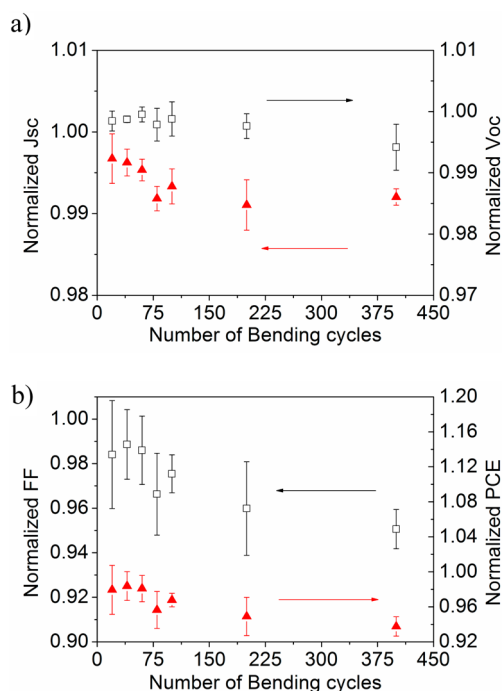 a)
1.01
1.00
0.99
0.98
Normalized Jsc
1.01
1.00
0.99
0.98
0.97
Normalized Voc
0 75 150 225 300 375 450
Number of Bending cycles
b)
1.00
0.98
0.96
0.94
0.92
0.90
Normalized FF
1.20
1.16
1.12
1.08
1.04
1.00
0.96
0.92
Normalized PCE
0 75 150 225 300 375 450
Number of Bending cycles